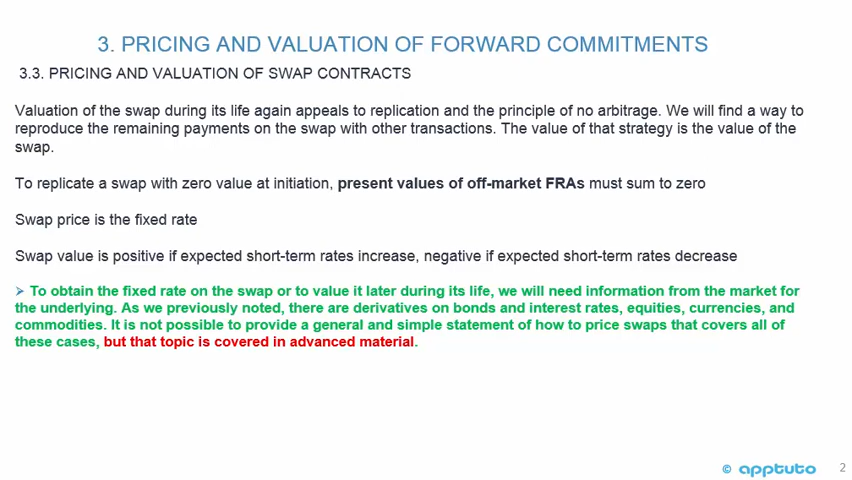 3. PRICING AND VALUATION OF FORWARD COMMITMENTS
3.3. PRICING AND VALUATION OF SWAP CONTRACTS
Valuation of the swap during its life again appeals to replication and the principle of no arbitrage. We will find a way to
reproduce the remaining payments on the swap with other transactions. The value of that strategy is the value of the
swap.
To replicate a swap with zero value at initiation, present values of off-market FRAs must sum to zero
Swap price is the fixed rate
Swap value is positive if expected short-term rates increase, negative if expected short-term rates decrease
➢ To obtain the fixed rate on the swap or to value it later during its life, we will need information from the market for
the underlying. As we previously noted, there are derivatives on bonds and interest rates, equities, currencies, and
commodities. It is not possible to provide a general and simple statement of how to price swaps that covers all of
these cases, but that topic is covered in advanced material.
© apptuto 2